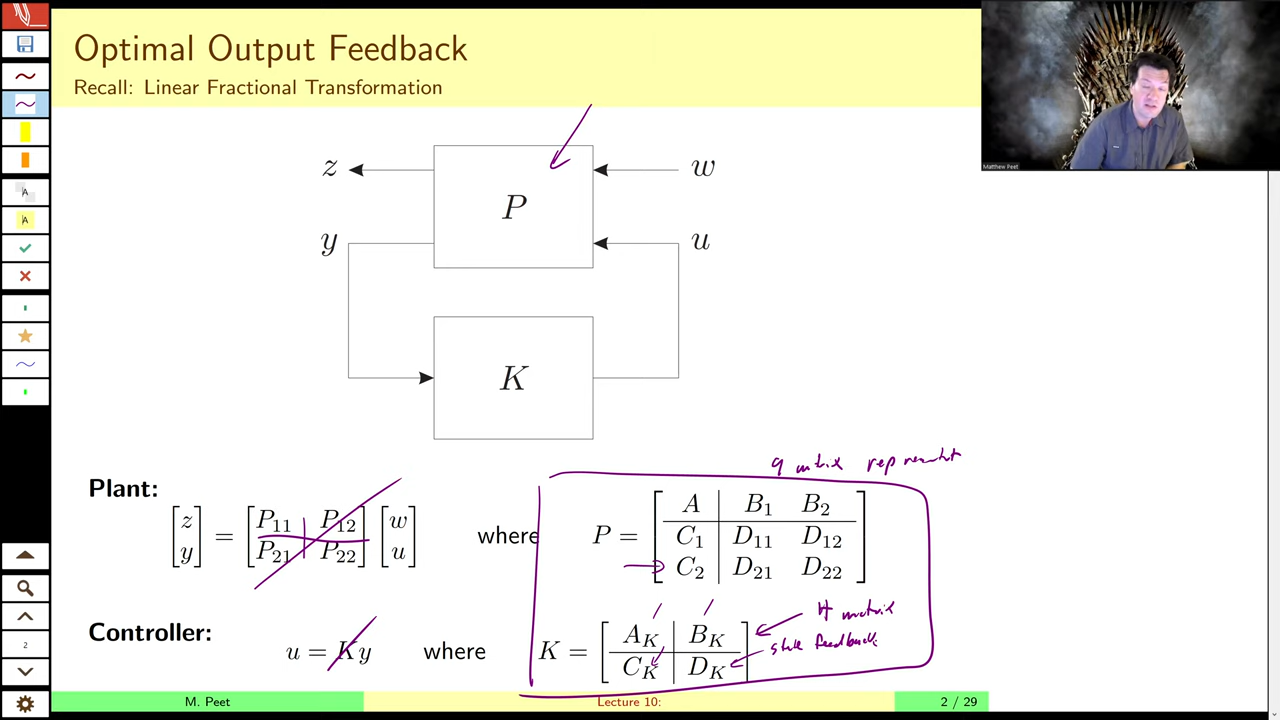 Optimal Output Feedback
Recall: Linear Fractional Transformation
z
w
P
y
u
K
Matthew Peet
9 matrix
Plant:
[z y] = [P11 P12 P21 P22] [w u] where P = [A | B1 B2 C1 | D11 D12 C2 | D21 D22]
4 matrix
state feedback
Controller: u = Ky where K = [AK | BK CK | DK]
M. Peet
Lecture 10:
2 / 29
2